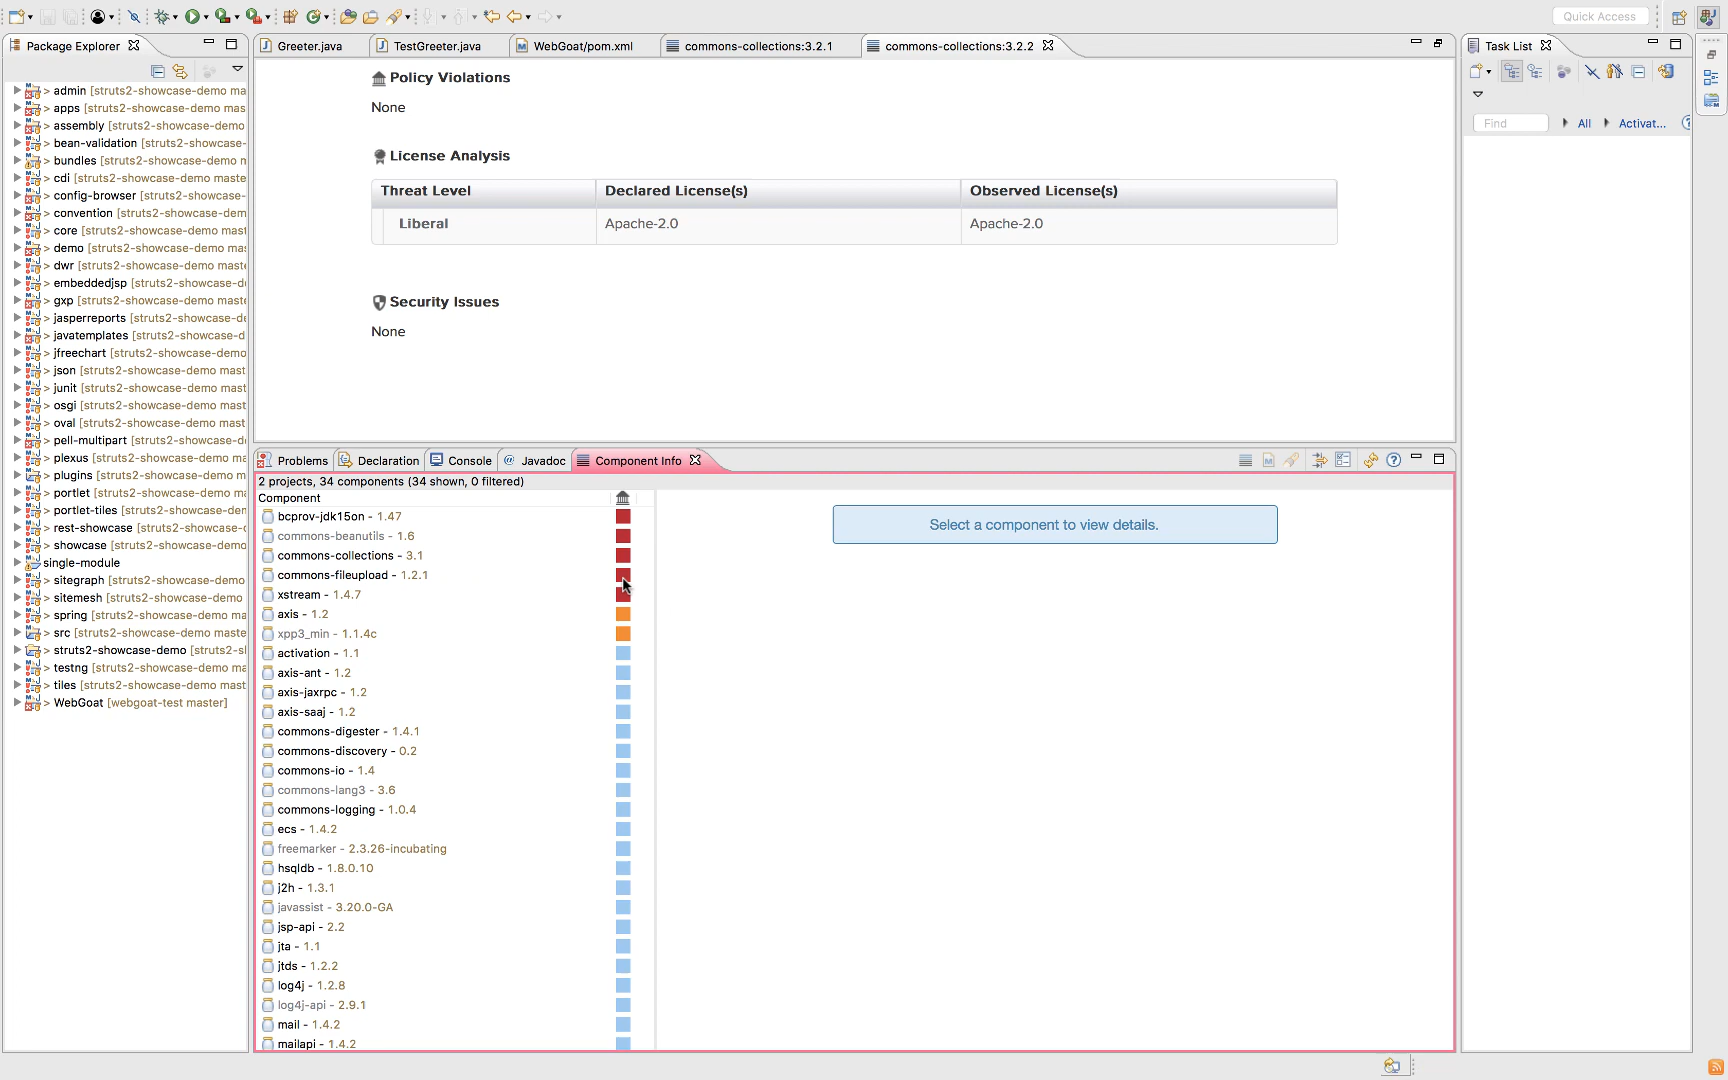 Quick Access
Package Explorer
> admin [struts2-showcase-demo ma
> apps [struts2-showcase-demo mas
> assembly [struts2-showcase-demo
> bean-validation [struts2-showcase-
> bundles [struts2-showcase-demo m
> cdi [struts2-showcase-demo maste
> config-browser [struts2-showcase-
> convention [struts2-showcase-dem
> core [struts2-showcase-demo mas
> demo [struts2-showcase-demo mas
> dwr [struts2-showcase-demo maste
> embeddedjsp [struts2-showcase-d
> gxp [struts2-showcase-demo maste
> jasperreports [struts2-showcase-de
> javatemplates [struts2-showcase-d
> jfreechart [struts2-showcase-demo
> json [struts2-showcase-demo mast
> junit [struts2-showcase-demo mast
> osgi [struts2-showcase-demo mast
> oval [struts2-showcase-demo mast
> pell-multipart [struts2-showcase-d
> plexus [struts2-showcase-demo ma
> plugins [struts2-showcase-demo m
> portlet [struts2-showcase-demo ma
> portlet-tiles [struts2-showcase-de
> rest-showcase [struts2-showcase-d
> showcase [struts2-showcase-demo
single-module
> sitegraph [struts2-showcase-demo
> sitemesh [struts2-showcase-demo
> spring [struts2-showcase-demo ma
> src [struts2-showcase-demo maste
> struts2-showcase-demo [struts2-sl
> testng [struts2-showcase-demo ma
> tiles [struts2-showcase-demo mast
> WebGoat [webgoat-test master]
Greeter.java
TestGreeter.java
WebGoat/pom.xml
commons-collections:3.2.1
commons-collections:3.2.2
Policy Violations
None
License Analysis
Threat Level Declared License(s) Observed License(s)
Liberal Apache-2.0 Apache-2.0
Security Issues
None
Problems
Declaration
Console
@ Javadoc
Component Info
2 projects, 34 components (34 shown, 0 filtered)
Component
bcprov-jdk15on - 1.47
commons-beanutils - 1.6
commons-collections - 3.1
commons-fileupload - 1.2.1
xstream - 1.4.7
axis - 1.2
xpp3_min - 1.1.4c
activation - 1.1
axis-ant - 1.2
axis-jaxrpc - 1.2
axis-saaj - 1.2
commons-digester - 1.4.1
commons-discovery - 0.2
commons-io - 1.4
commons-lang3 - 3.6
commons-logging - 1.0.4
ecs - 1.4.2
freemarker - 2.3.26-incubating
hsqldb - 1.8.0.10
j2h - 1.3.1
javassist - 3.20.0-GA
jsp-api - 2.2
jta - 1.1
jtds - 1.2.2
log4j - 1.2.8
log4j-api - 2.9.1
mail - 1.4.2
mailapi - 1.4.2
Select a component to view details.
Task List
Find
All
Activat...